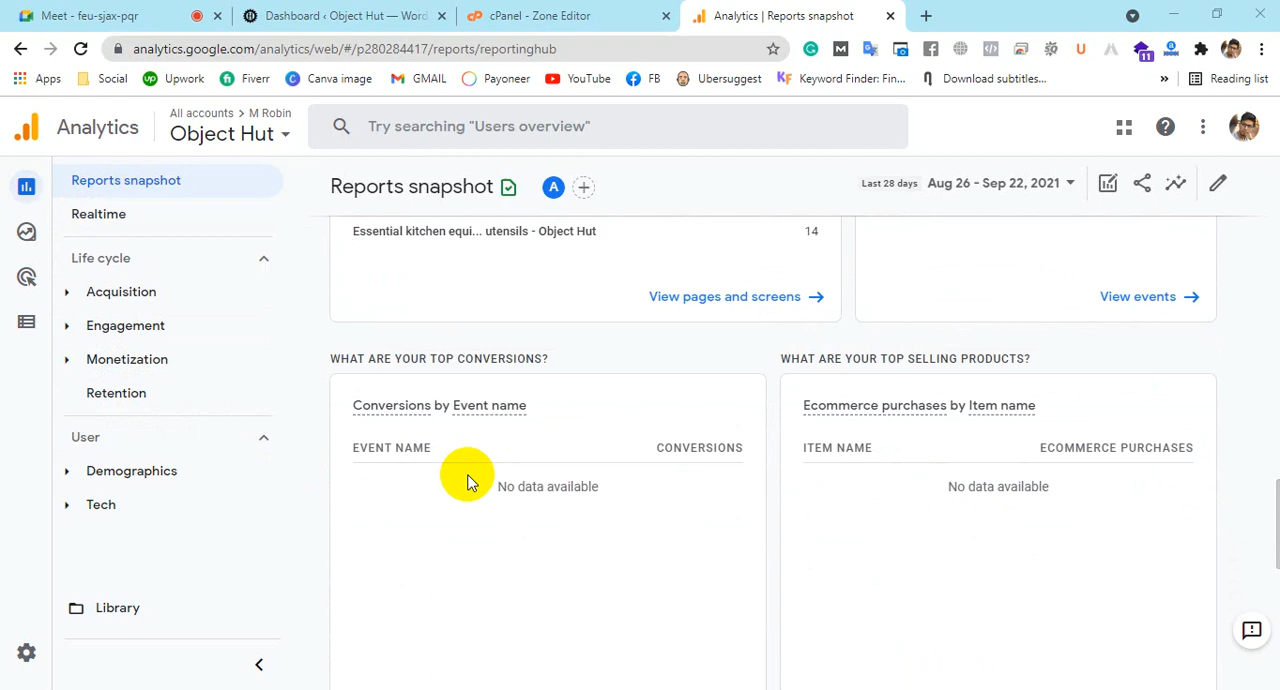 Meet - feu-sjax-pqr
Dashboard ‹ Object Hut — Word
cPanel - Zone Editor
Analytics | Reports snapshot
analytics.google.com/analytics/web/#/p280284417/reports/reportinghub
11
Apps
Social
Upwork
Fiverr
Canva image
GMAIL
Payoneer
YouTube
FB
Ubersuggest
Keyword Finder: Fin...
Download subtitles...
»
Reading list
Analytics
All accounts > M Robin
Object Hut
Try searching "Users overview"
Reports snapshot
Realtime
Life cycle
Acquisition
Engagement
Monetization
Retention
User
Demographics
Tech
Library
Reports snapshot
A
Last 28 days
Aug 26 - Sep 22, 2021
Essential kitchen equi... utensils - Object Hut
14
View pages and screens
View events
WHAT ARE YOUR TOP CONVERSIONS?
Conversions by Event name
EVENT NAME
CONVERSIONS
No data available
WHAT ARE YOUR TOP SELLING PRODUCTS?
Ecommerce purchases by Item name
ITEM NAME
ECOMMERCE PURCHASES
No data available